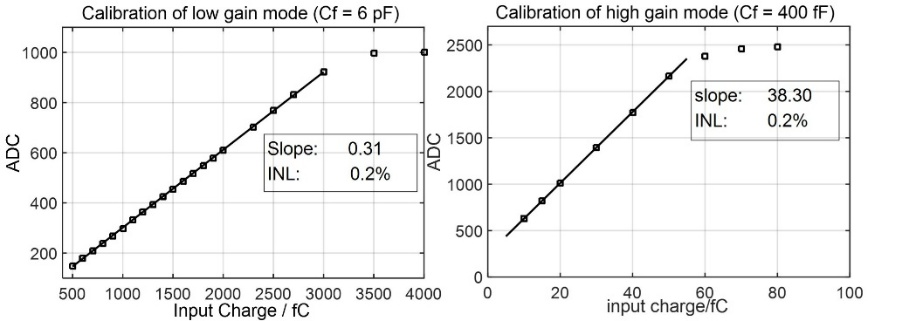 Calibration of low gain mode (Cf = 6 pF)
ADC
1000
800
600
400
200
Slope: 0.31
INL: 0.2%
500 1000 1500 2000 2500 3000 3500 4000
Input Charge / fC
Calibration of high gain mode (Cf = 400 fF)
ADC
2500
2000
1500
1000
500
0
slope: 38.30
INL: 0.2%
0 20 40 60 80 100
input charge/fC